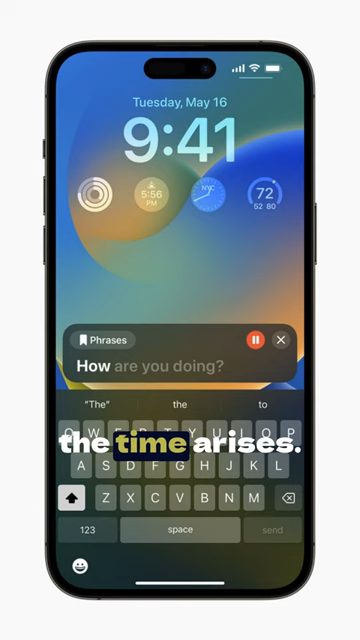 Tuesday, May 16
9:41
5:56
PM
NYC
72
52 80
Phrases
How are you doing?
"The" the to
Q W E R T Y U I O P
the time arises.
A S D F G H J K L
Z X C V B N M
123 space send